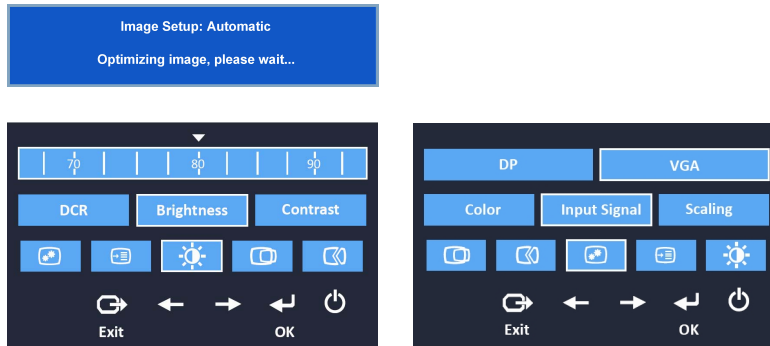 Image Setup: Automatic
Optimizing image, please wait...
70 80 90
DCR Brightness Contrast
Exit OK
DP VGA
Color Input Signal Scaling
Exit OK